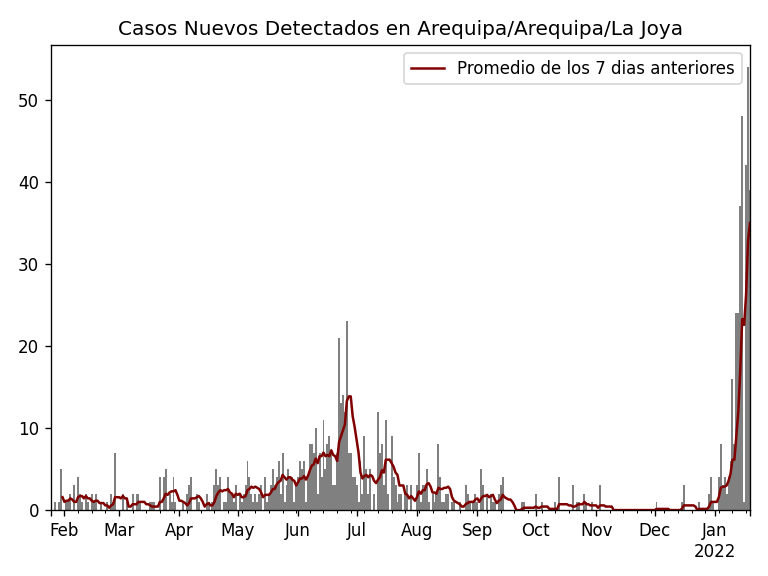 Casos Nuevos Detectados en Arequipa/Arequipa/La Joya
Promedio de los 7 dias anteriores
50
40
30
20
10
0
Feb Mar Apr May Jun Jul Aug Sep Oct Nov Dec Jan
2022